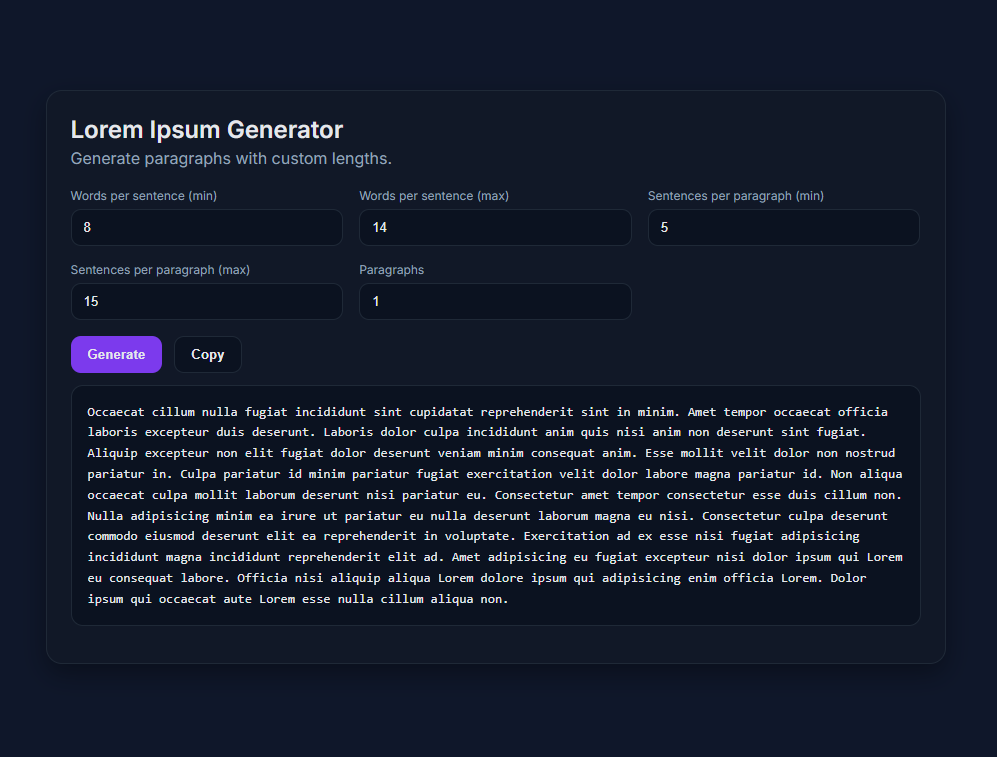 Lorem Ipsum Generator
Generate paragraphs with custom lengths.
Words per sentence (min)
Words per sentence (max)
Sentences per paragraph (min)
8
14
5
Sentences per paragraph (max)
Paragraphs
15
1
Generate
Copy
Occaecat cillum nulla fugiat incididunt sint cupidatat reprehenderit sint in minim. Amet tempor occaecat officia
laboris excepteur duis deserunt. Laboris dolor culpa incididunt anim quis nisi anim non deserunt sint fugiat.
Aliquip excepteur non elit fugiat dolor deserunt veniam minim consequat anim. Esse mollit velit dolor non nostrud
pariatur in. Culpa pariatur id minim pariatur fugiat exercitation velit dolor labore magna pariatur id. Non aliqua
occaecat culpa mollit laborum deserunt nisi pariatur eu. Consectetur amet tempor consectetur esse duis cillum non.
Nulla adipisicing minim ea irure ut pariatur eu nulla deserunt laborum magna eu nisi. Consectetur culpa deserunt
commodo eiusmod deserunt elit ea reprehenderit in voluptate. Exercitation ad ex esse nisi fugiat adipisicing
incididunt magna incididunt reprehenderit elit ad. Amet adipisicing eu fugiat excepteur nisi dolor ipsum qui Lorem
eu consequat labore. Officia nisi aliquip aliqua Lorem dolore ipsum qui adipisicing enim officia Lorem. Dolor
ipsum qui occaecat aute Lorem esse nulla cillum aliqua non.